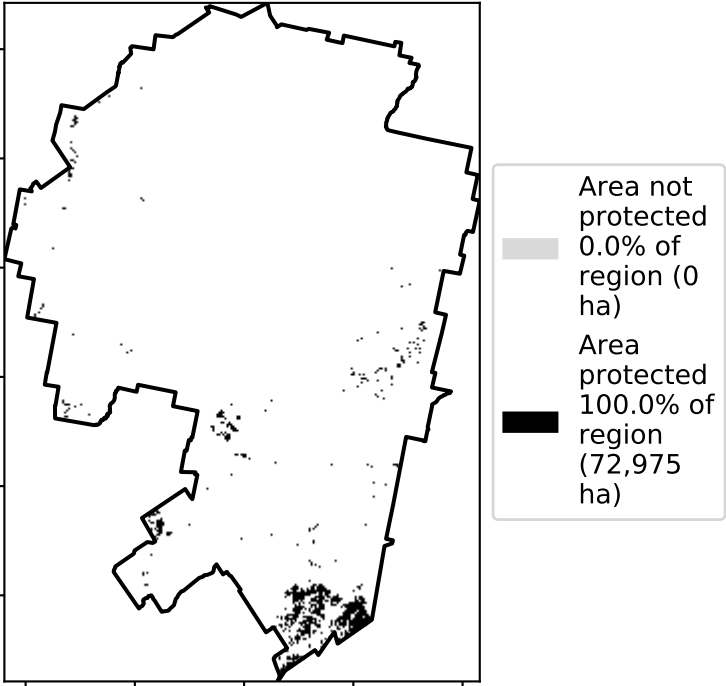 Area not
protected
0.0% of
region (0
ha)
Area
protected
100.0% of
region
(72,975
ha)